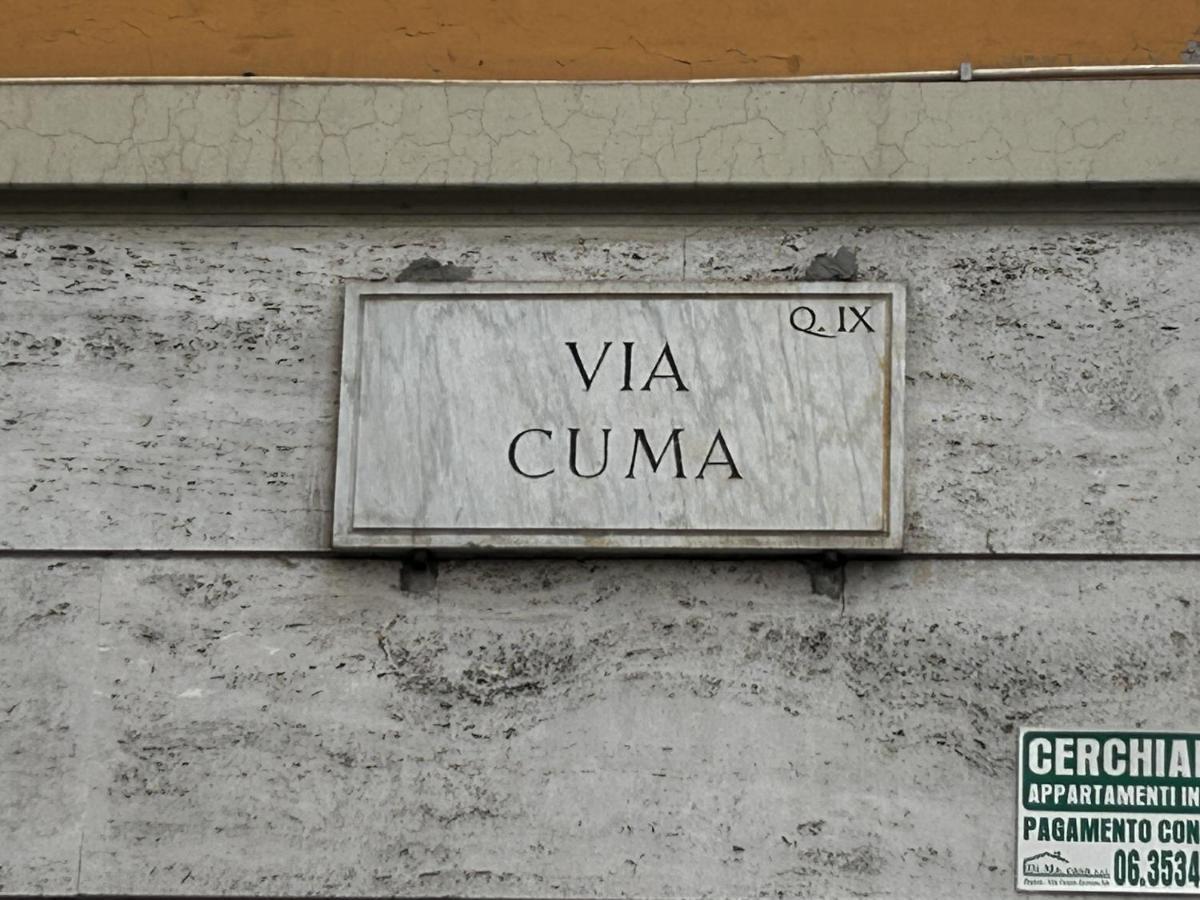 Q. IX
VIA
CUMA
CERCHIA
APPARTAMENTI IN
PAGAMENTO CON
06.3534